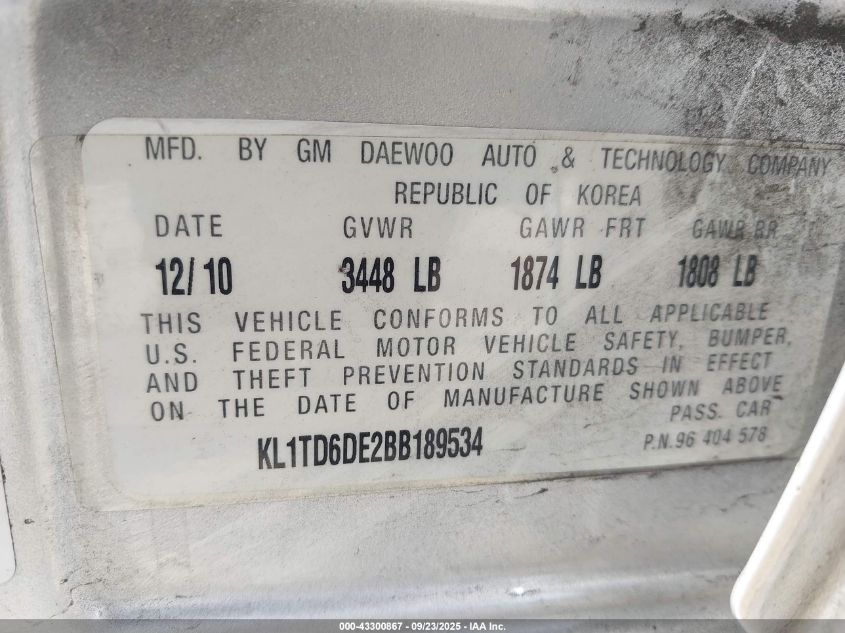 MFD. BY GM DAEWOO AUTO & TECHNOLOGY COMPANY
REPUBLIC OF KOREA
DATE GVWR GAWR FRT GAWR RR
12/10 3448 LB 1874 LB 1808 LB
THIS VEHICLE CONFORMS TO ALL APPLICABLE
U.S. FEDERAL MOTOR VEHICLE SAFETY, BUMPER,
AND THEFT PREVENTION STANDARDS IN EFFECT
ON THE DATE OF MANUFACTURE SHOWN ABOVE
PASS. CAR
KL1TD6DE2BB189534
P.N.96 404 578
000-43300867 - 09/23/2025 - IAA Inc.